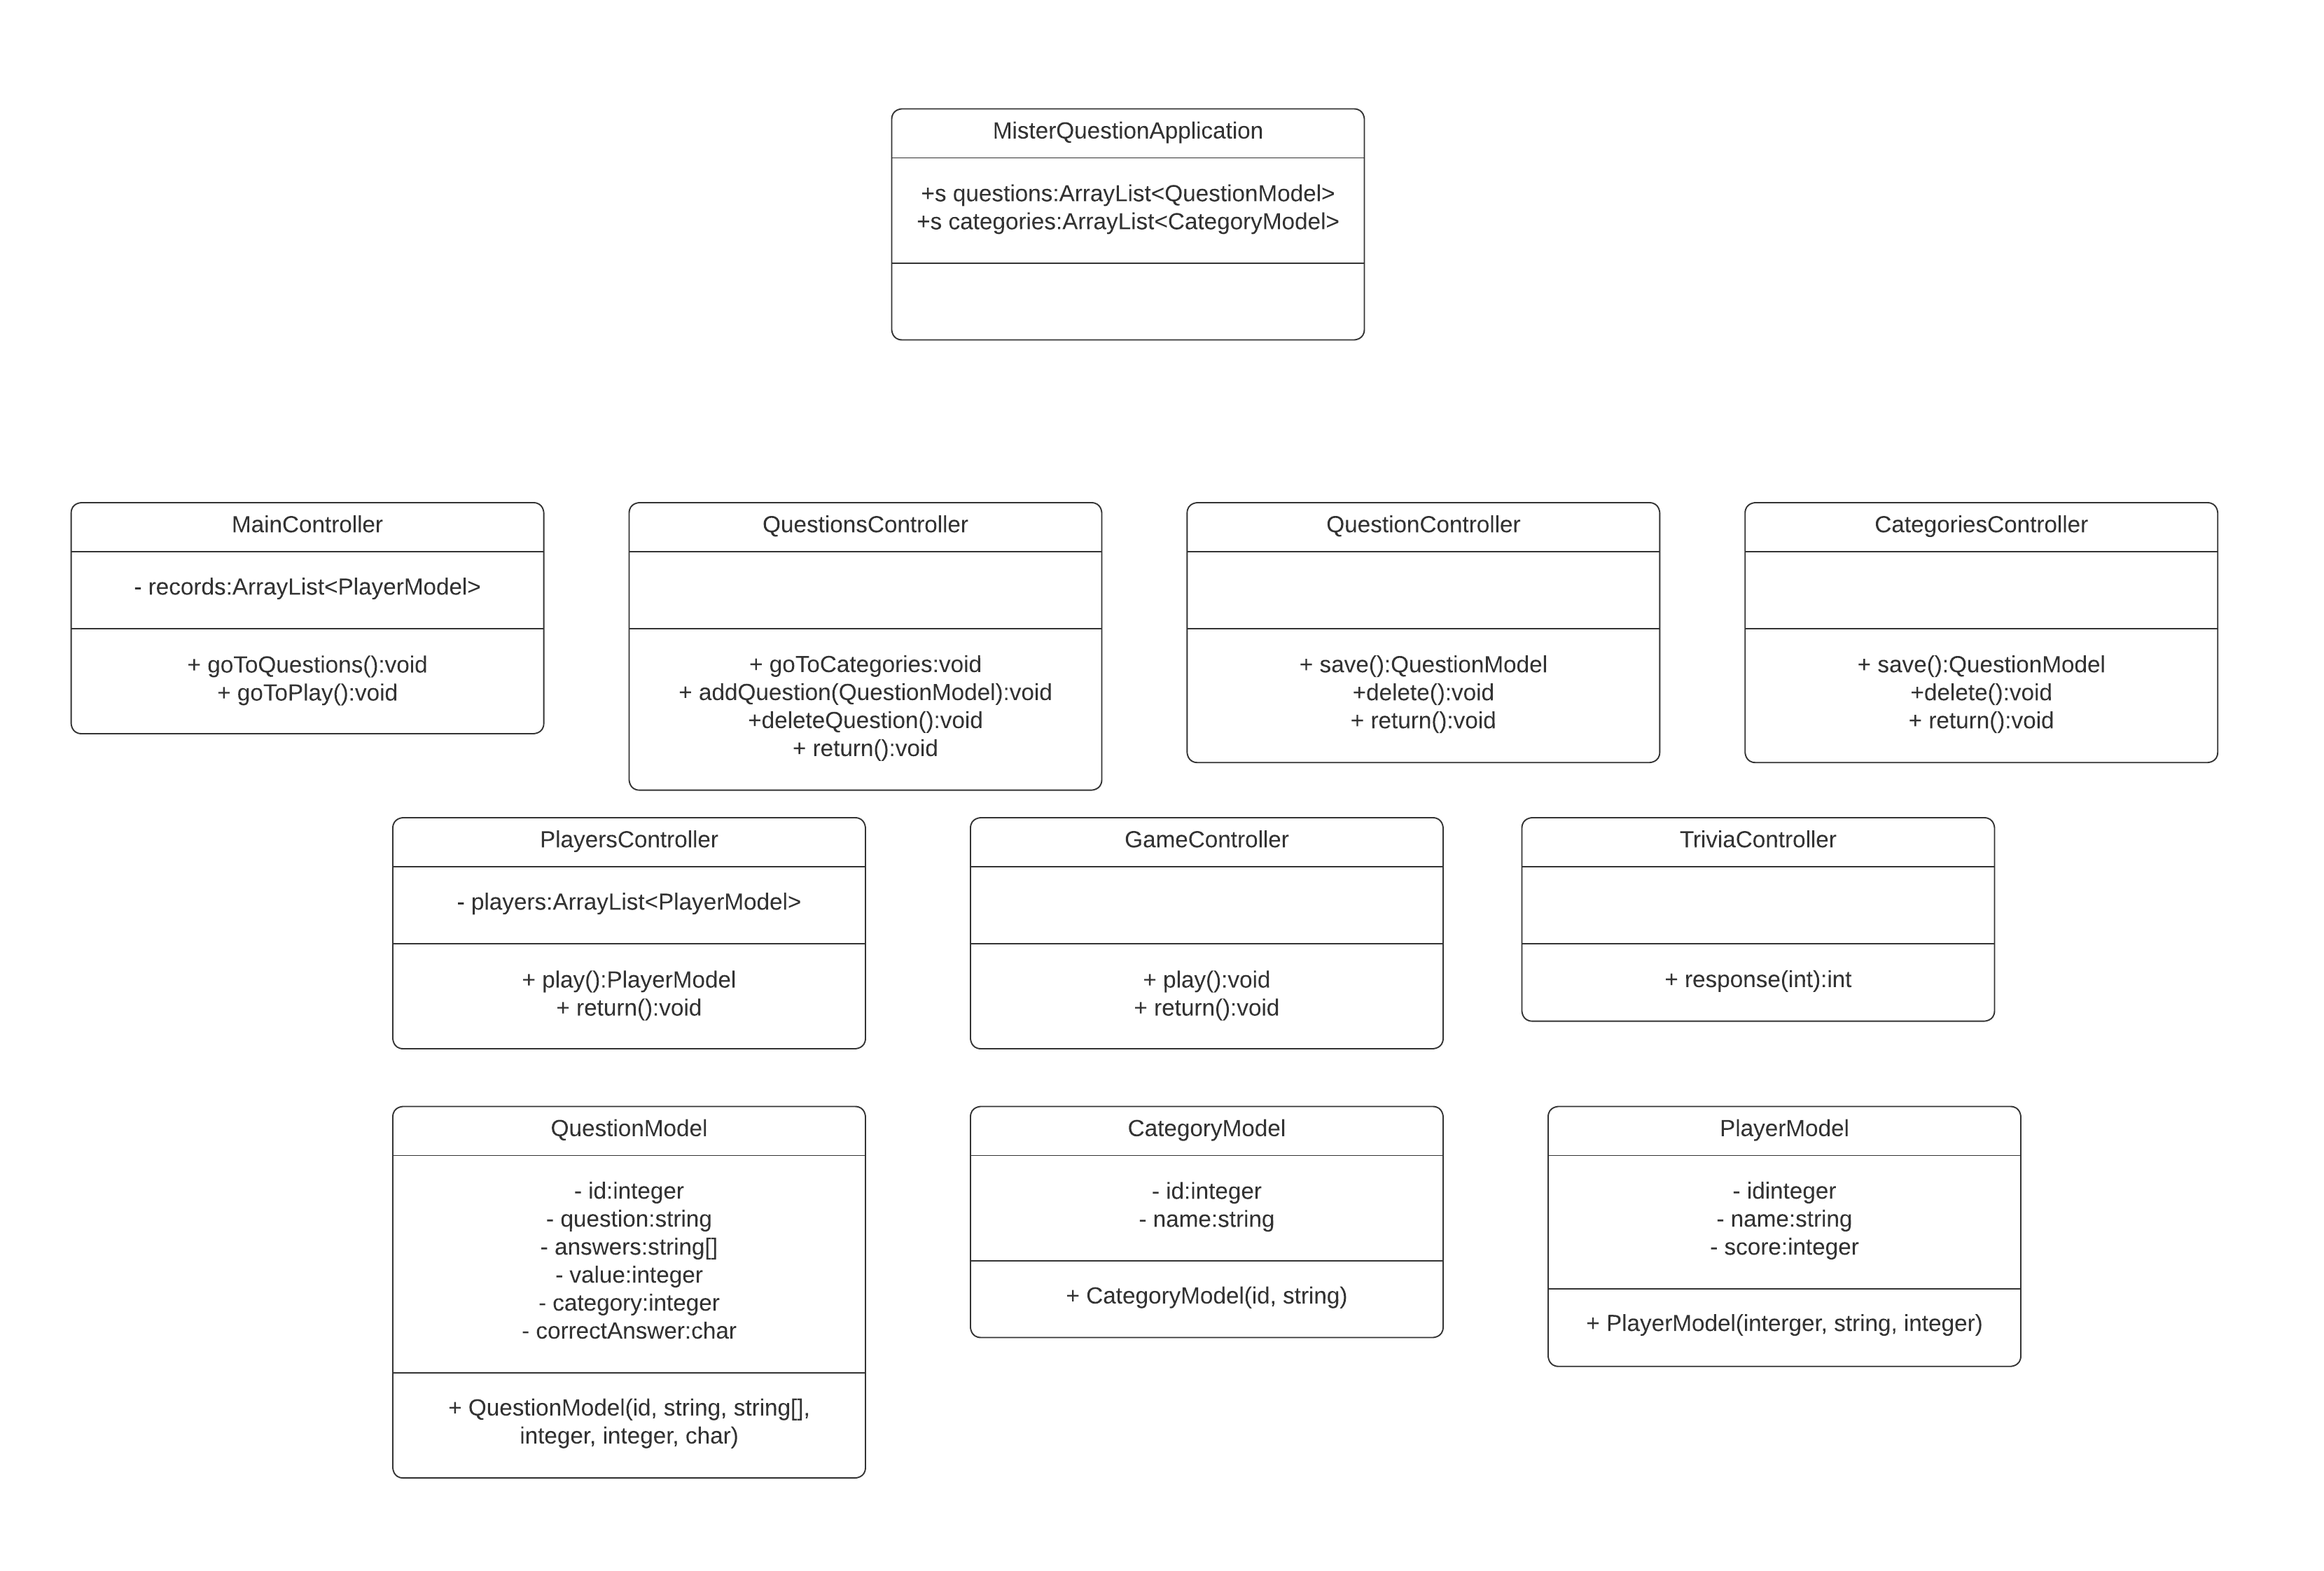 MisterQuestionApplication
+s questions:ArrayList<QuestionModel>
+s categories:ArrayList<CategoryModel>
MainController
- records:ArrayList<PlayerModel>
+ goToQuestions():void
+ goToPlay():void
QuestionsController
+ goToCategories:void
+ addQuestion(QuestionModel):void
+deleteQuestion():void
+ return():void
QuestionController
+ save():QuestionModel
+delete():void
+ return():void
CategoriesController
+ save():QuestionModel
+delete():void
+ return():void
PlayersController
- players:ArrayList<PlayerModel>
+ play():PlayerModel
+ return():void
GameController
+ play():void
+ return():void
TriviaController
+ response(int):int
QuestionModel
- id:integer
- question:string
- answers:string[]
- value:integer
- category:integer
- correctAnswer:char
+ QuestionModel(id, string, string[],
integer, integer, char)
CategoryModel
- id:integer
- name:string
+ CategoryModel(id, string)
PlayerModel
- idinteger
- name:string
- score:integer
+ PlayerModel(interger, string, integer)